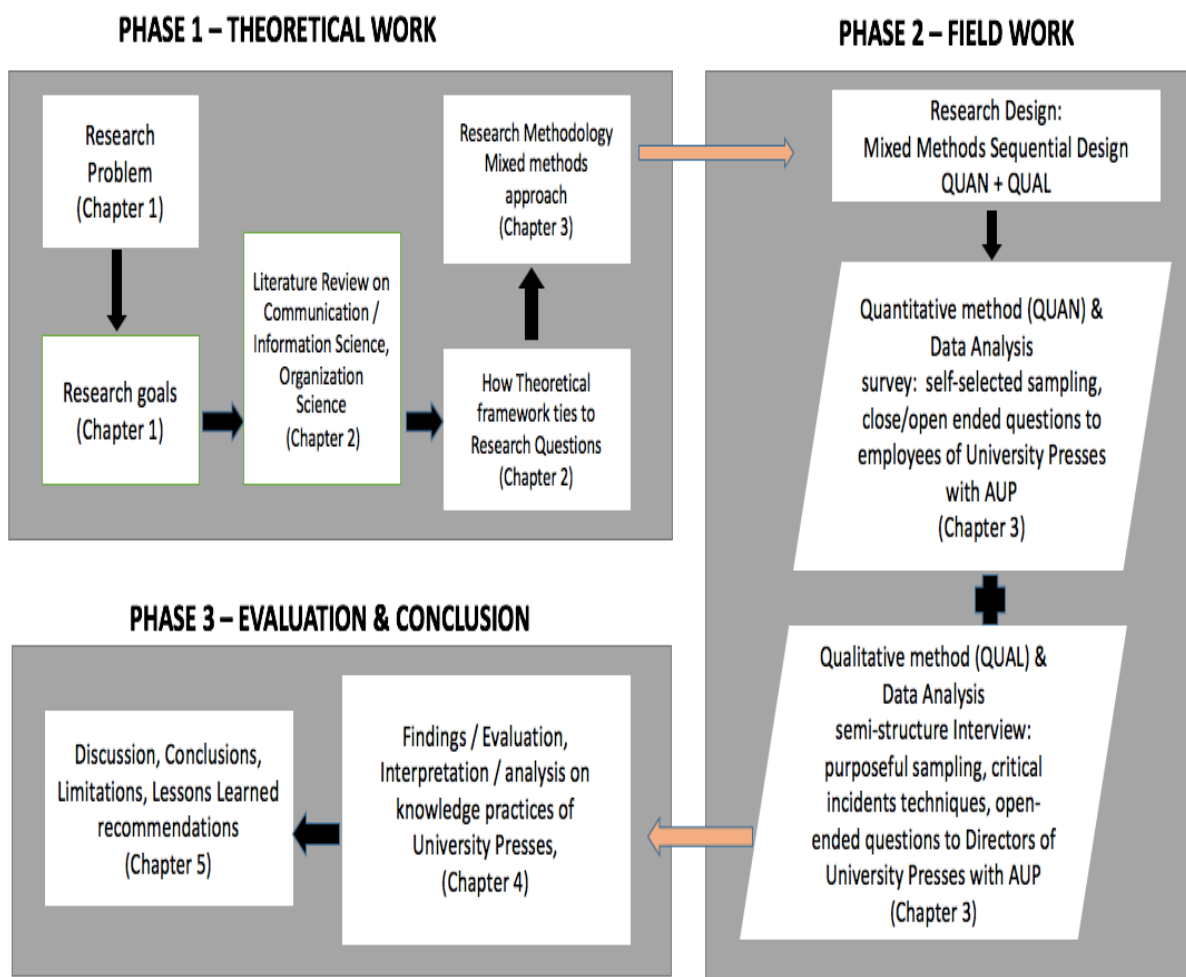 PHASE 1 – THEORETICAL WORK
Research
Problem
(Chapter 1)
Research goals
(Chapter 1)
Literature Review on
Communication /
Information Science,
Organization
Science
(Chapter 2)
How Theoretical
framework ties to
Research Questions
(Chapter 2)
Research Methodology
Mixed methods
approach
(Chapter 3)
PHASE 2 – FIELD WORK
Research Design:
Mixed Methods Sequential Design
QUAN + QUAL
Quantitative method (QUAN) &
Data Analysis
survey: self-selected sampling,
close/open ended questions to
employees of University Presses
with AUP
(Chapter 3)
Qualitative method (QUAL) &
Data Analysis
semi-structure Interview:
purposeful sampling, critical
incidents techniques, open-
ended questions to Directors of
University Presses with AUP
(Chapter 3)
PHASE 3 – EVALUATION & CONCLUSION
Findings / Evaluation,
Interpretation / analysis on
knowledge practices of
University Presses,
(Chapter 4)
Discussion, Conclusions,
Limitations, Lessons Learned
recommendations
(Chapter 5)